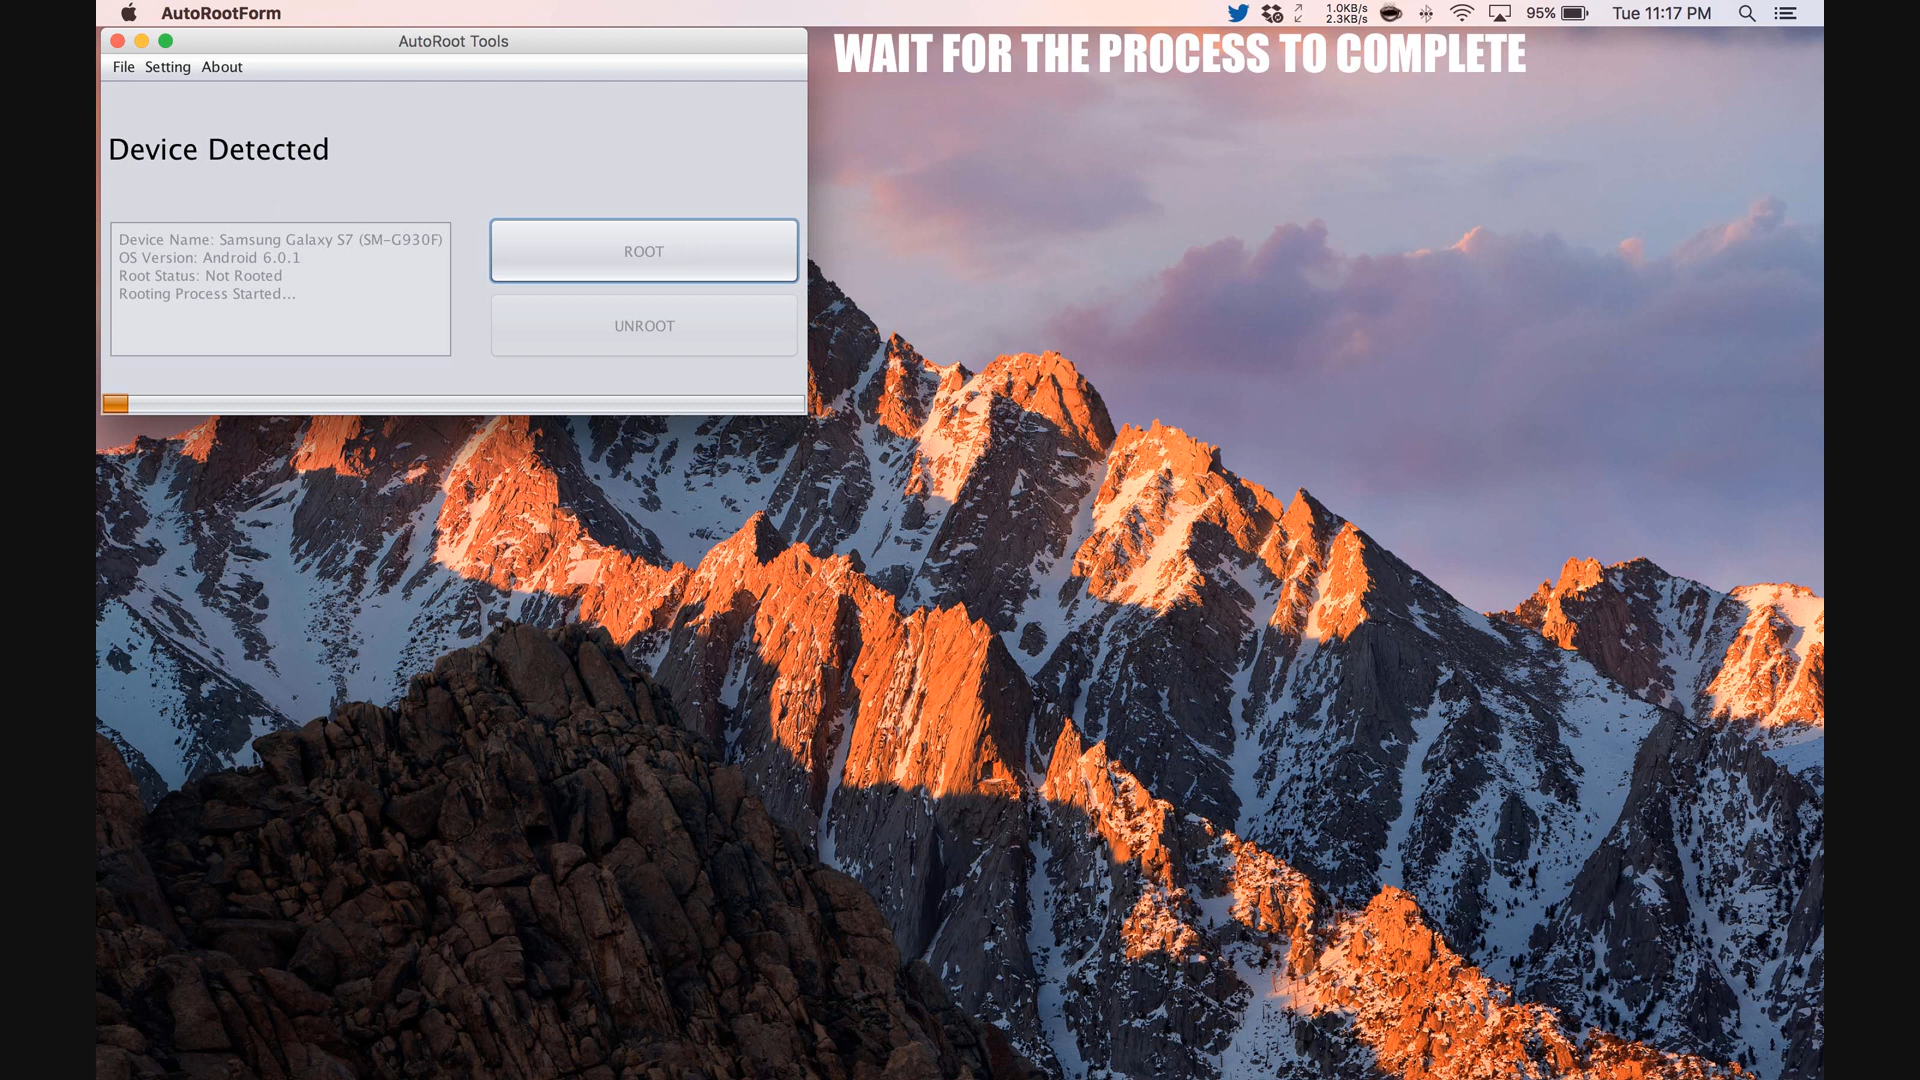 AutoRootForm
1.0KB/s
2.3KB/s
95%
Tue 11:17 PM
AutoRoot Tools
File Setting About
WAIT FOR THE PROCESS TO COMPLETE
Device Detected
Device Name: Samsung Galaxy S7 (SM-G930F)
OS Version: Android 6.0.1
Root Status: Not Rooted
Rooting Process Started...
ROOT
UNROOT